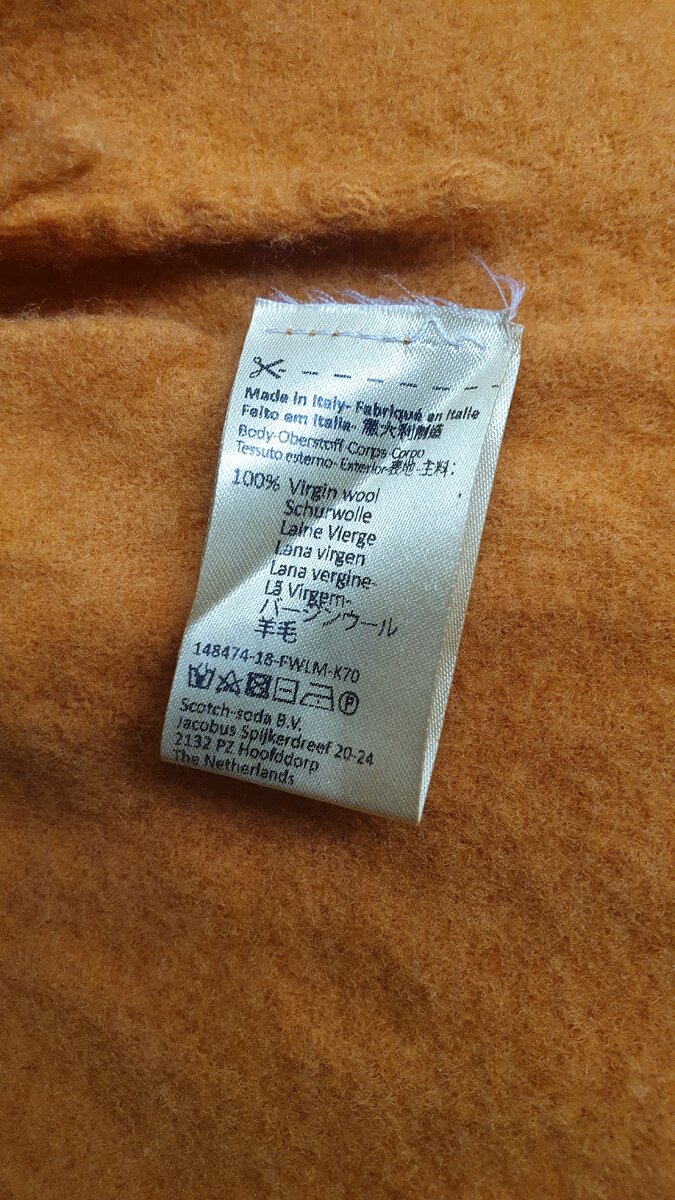 Made in Italy- Fabriqué en Italie
Feito em Italia- 意大利制造
Body-Oberstoff-Corps-Corpo
Tessuto esterno- Exterior-表地-主料:
100% Virgin wool
Schurwolle
Laine Vierge
Lana virgen
Lana vergine-
Lã Virgem-
バージンウール
羊毛
148474-18-FWLM-K70
P
Scotch-soda B.V.
Jacobus Spijkerdreef 20-24
2132 PZ Hoofddorp
The Netherlands